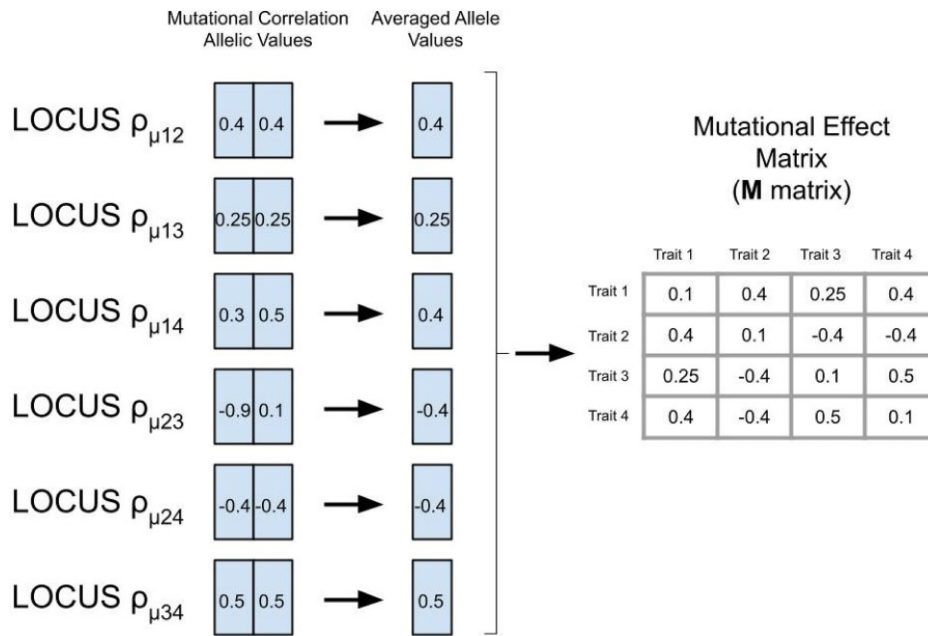 Mutational Correlation
Allelic Values
Averaged Allele
Values
LOCUS ρμ12
0.4 0.4
0.4
LOCUS ρμ13
0.25 0.25
0.25
LOCUS ρμ14
0.3 0.5
0.4
LOCUS ρμ23
-0.9 0.1
-0.4
LOCUS ρμ24
-0.4 -0.4
-0.4
LOCUS ρμ34
0.5 0.5
0.5
Mutational Effect
Matrix
(M matrix)
Trait 1 Trait 2 Trait 3 Trait 4
Trait 1 0.1 0.4 0.25 0.4
Trait 2 0.4 0.1 -0.4 -0.4
Trait 3 0.25 -0.4 0.1 0.5
Trait 4 0.4 -0.4 0.5 0.1